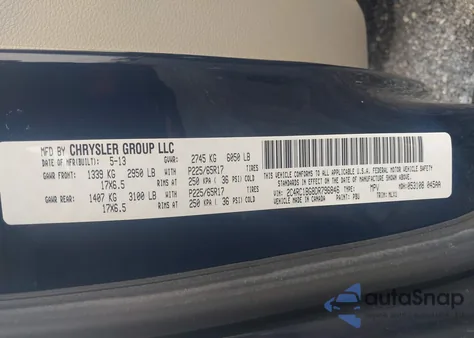 MFD BY CHRYSLER GROUP LLC
DATE OF MFR(BUILT): 5-13 GVWR: 2745 KG 6050 LB
GAWR FRONT: 1339 KG 2950 LB WITH P225/65R17 TIRES
17X6.5 RIMS AT 250 KPA ( 36 PSI) COLD
GAWR REAR: 1407 KG 3100 LB WITH P225/65R17 TIRES
17X6.5 RIMS AT 250 KPA ( 36 PSI) COLD
THIS VEHICLE CONFORMS TO ALL APPLICABLE U.S.A. FEDERAL MOTOR VEHICLE SAFETY
STANDARDS IN EFFECT ON THE DATE OF MANUFACTURE SHOWN ABOVE.
VIN: TYPE: MPV MDH:
VEHICLE MADE IN CANADA PAINT: PBU TRIM:
autoSnap